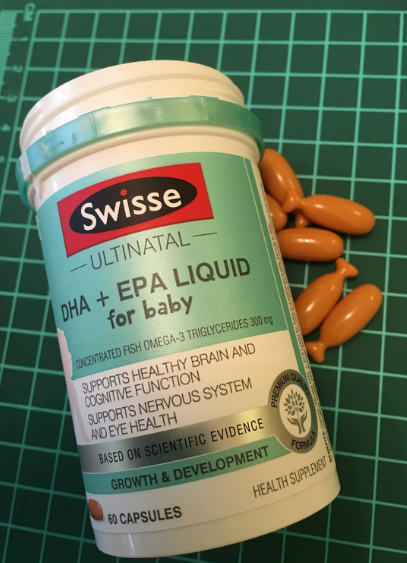 CM
Swisse
ULTINATAL
DHA + EPA LIQUID
for baby
CONCENTRATED FISH OMEGA-3 TRIGLYCERIDES 300 mg
SUPPORTS HEALTHY BRAIN AND
COGNITIVE FUNCTION
SUPPORTS NERVOUS SYSTEM
AND EYE HEALTH
PREMIUM QUALITY
FORMULA
BASED ON SCIENTIFIC EVIDENCE
GROWTH & DEVELOPMENT
HEALTH SUPPLEMENT
60 CAPSULES